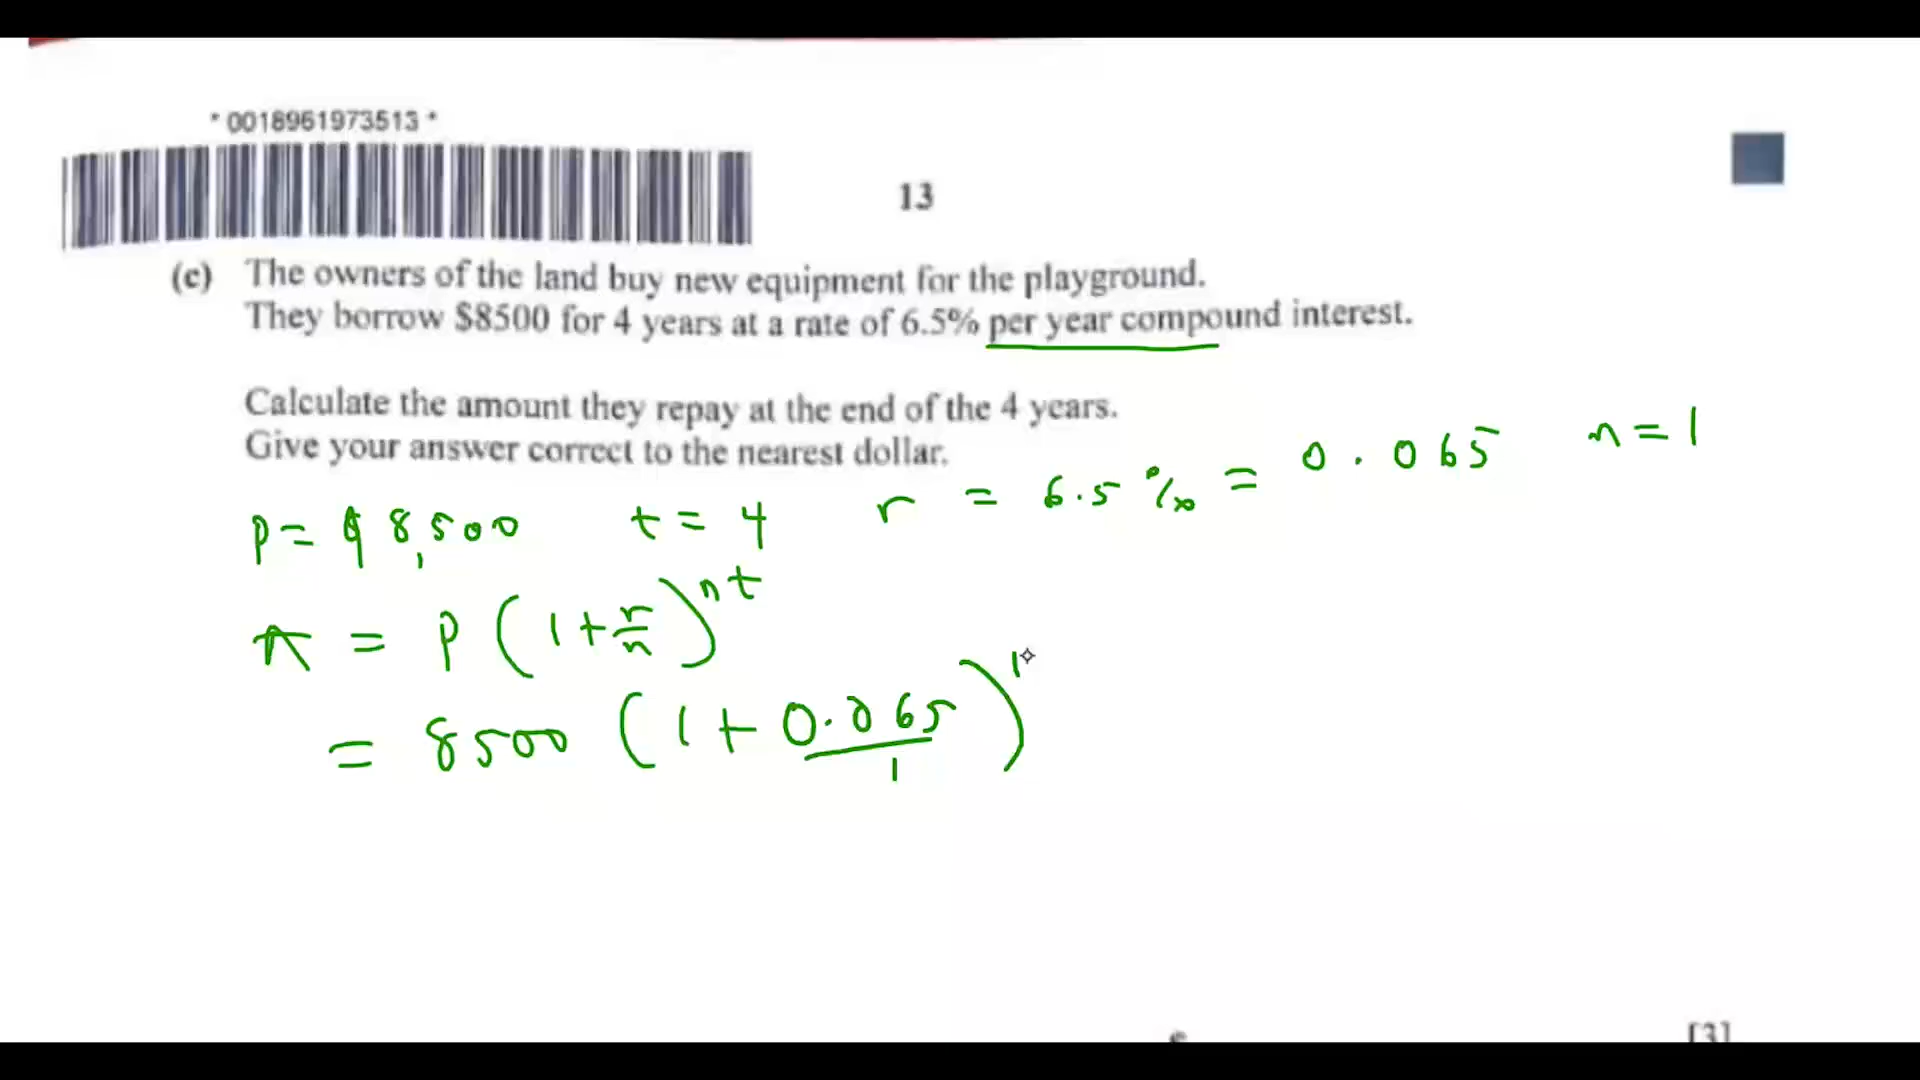 * 0018961973513 *
13
(c) The owners of the land buy new equipment for the playground.
They borrow $8500 for 4 years at a rate of 6.5% per year compound interest.
Calculate the amount they repay at the end of the 4 years.
Give your answer correct to the nearest dollar.
P = $8,500 t = 4 r = 6.5% = 0.065 n = 1
A = P(1 + r/n)^nt
= 8500(1 + 0.065/1)^1
[3]